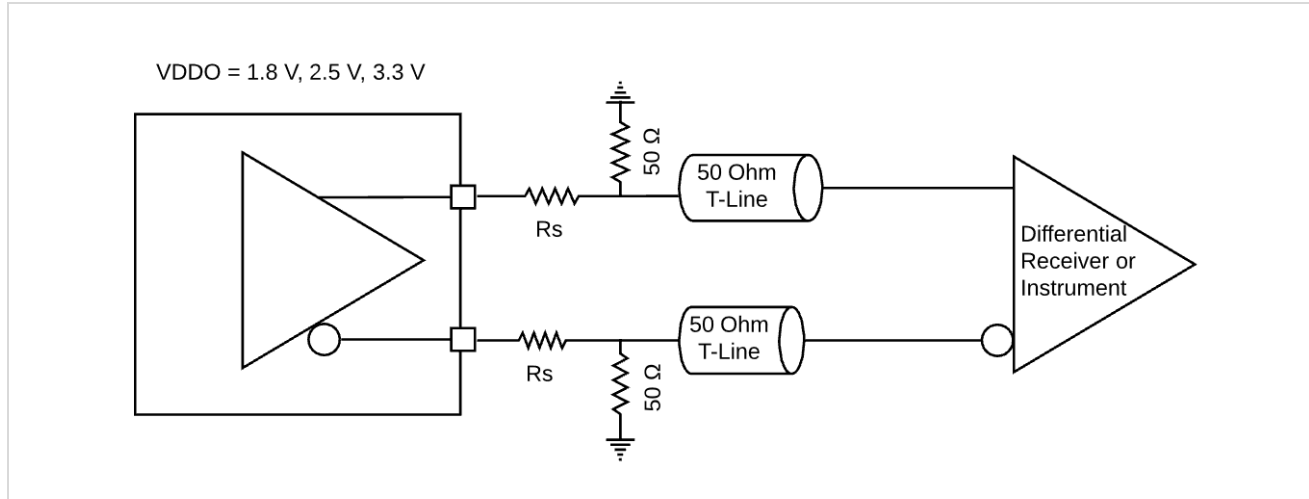 VDDO = 1.8 V, 2.5 V, 3.3 V
50 Ω
50 Ohm
T-Line
Rs
Differential
Receiver or
Instrument
50 Ohm
T-Line
Rs
50 Ω